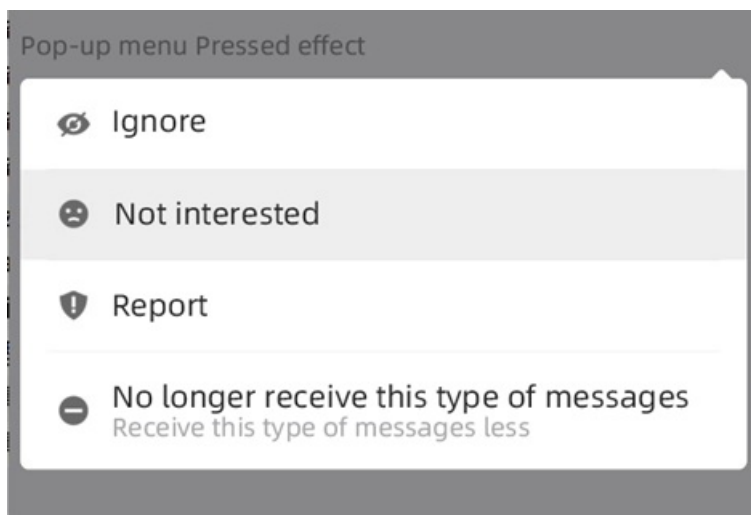 Pop-up menu Pressed effect
Ignore
Not interested
Report
No longer receive this type of messages
Receive this type of messages less